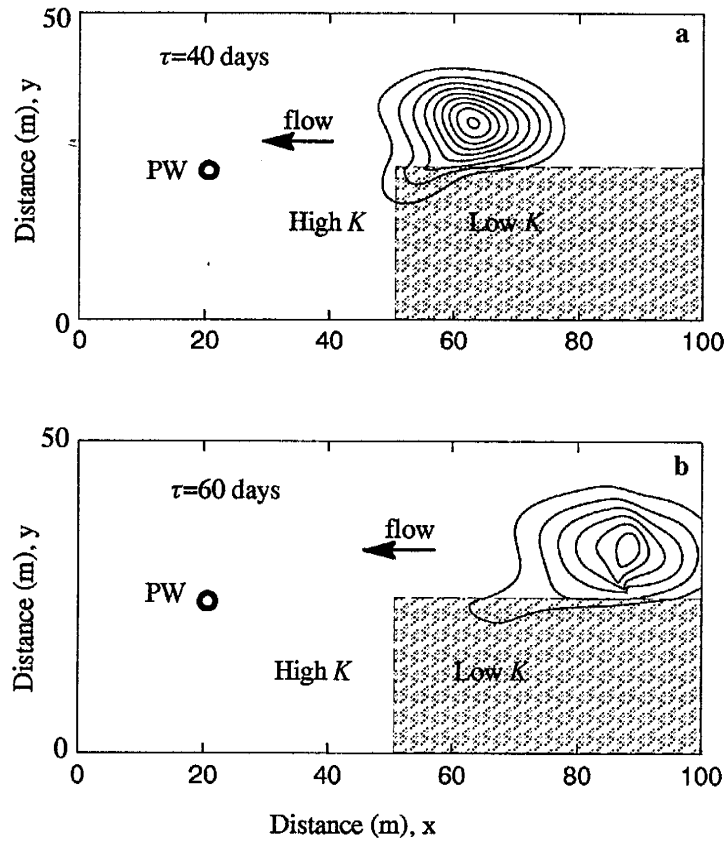 50
a
τ=40 days
flow
PW
High K
Low K
Distance (m), y
0
0 20 40 60 80 100
50
b
τ=60 days
flow
PW
High K
Low K
Distance (m), y
0
0 20 40 60 80 100
Distance (m), x